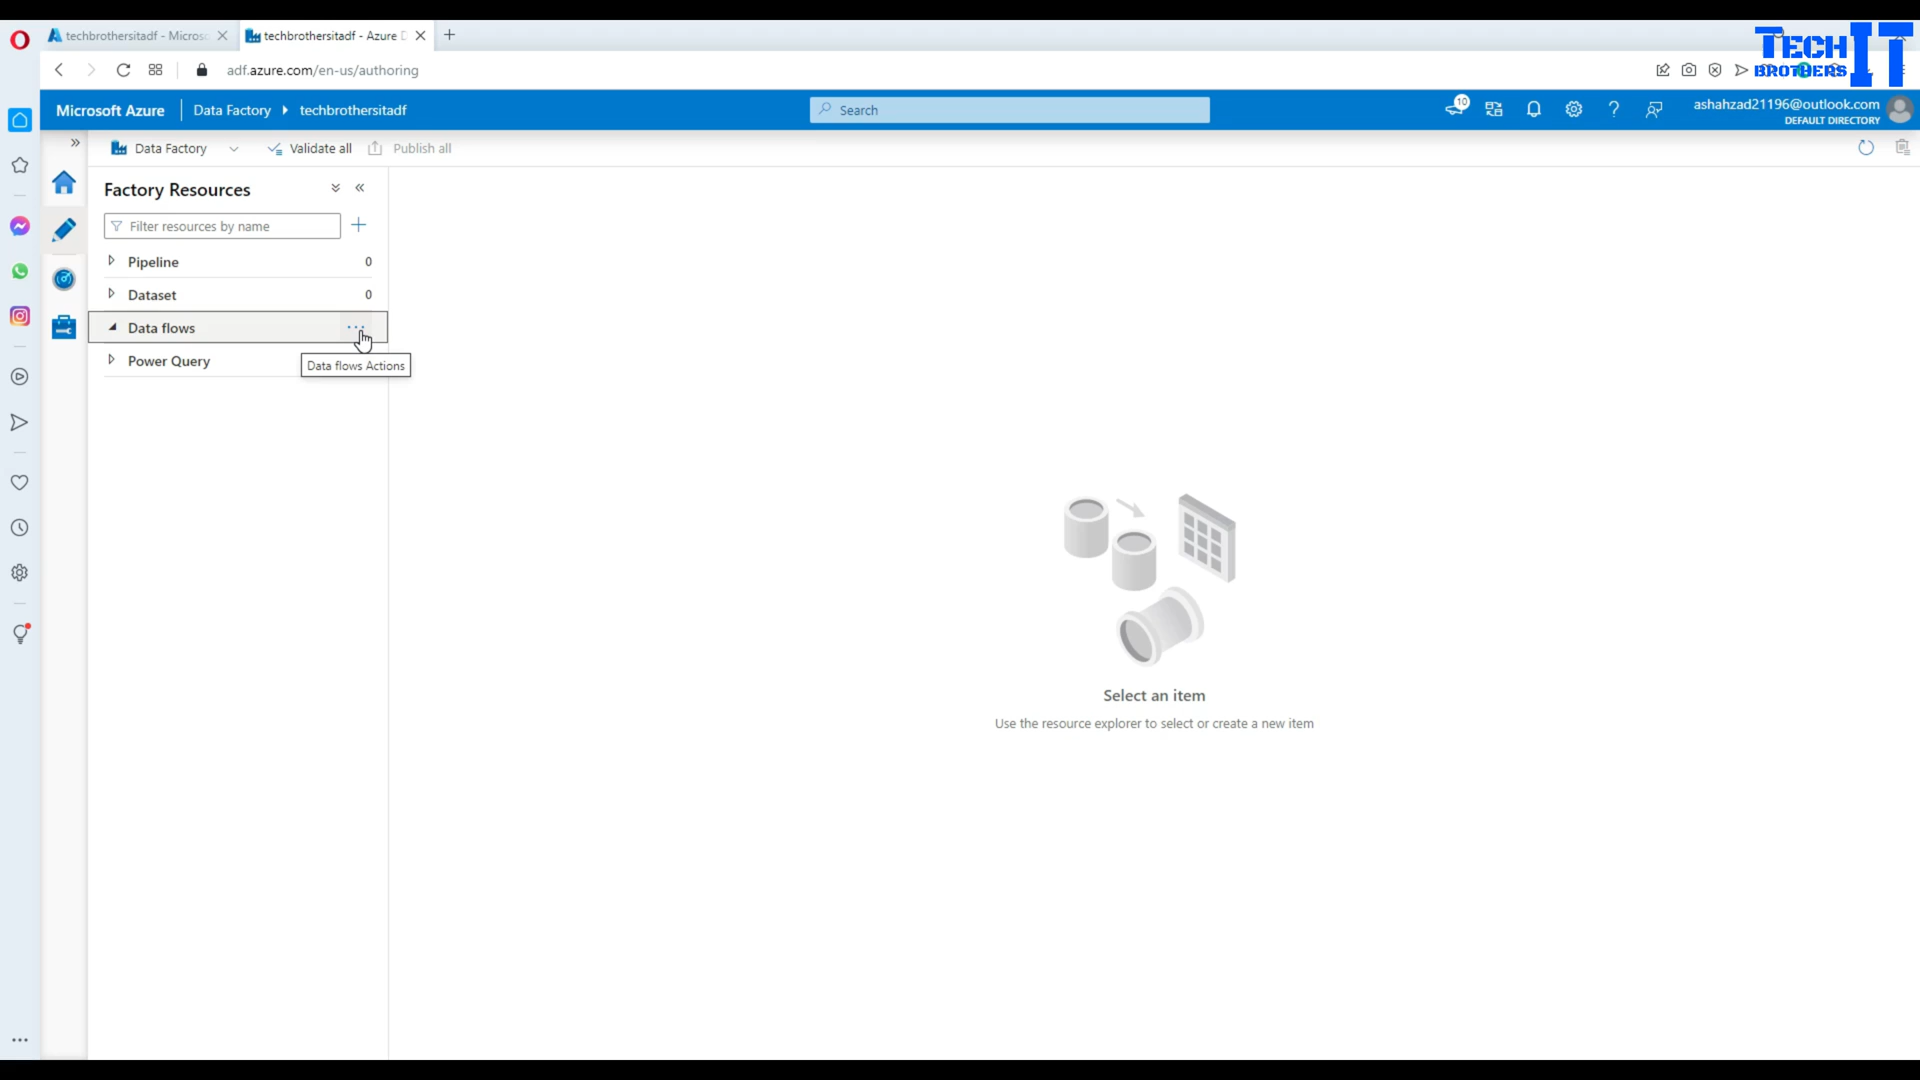 techbrothersitadf - Micros
techbrothersitadf - Azure D
TECH IT
BROTHERS
adf.azure.com/en-us/authoring
Microsoft Azure
Data Factory
techbrothersitadf
Search
10
ashahzad21196@outlook.com
DEFAULT DIRECTORY
Data Factory
Validate all
Publish all
Factory Resources
Filter resources by name
Pipeline 0
Dataset 0
Data flows
Power Query
Data flows Actions
Select an item
Use the resource explorer to select or create a new item